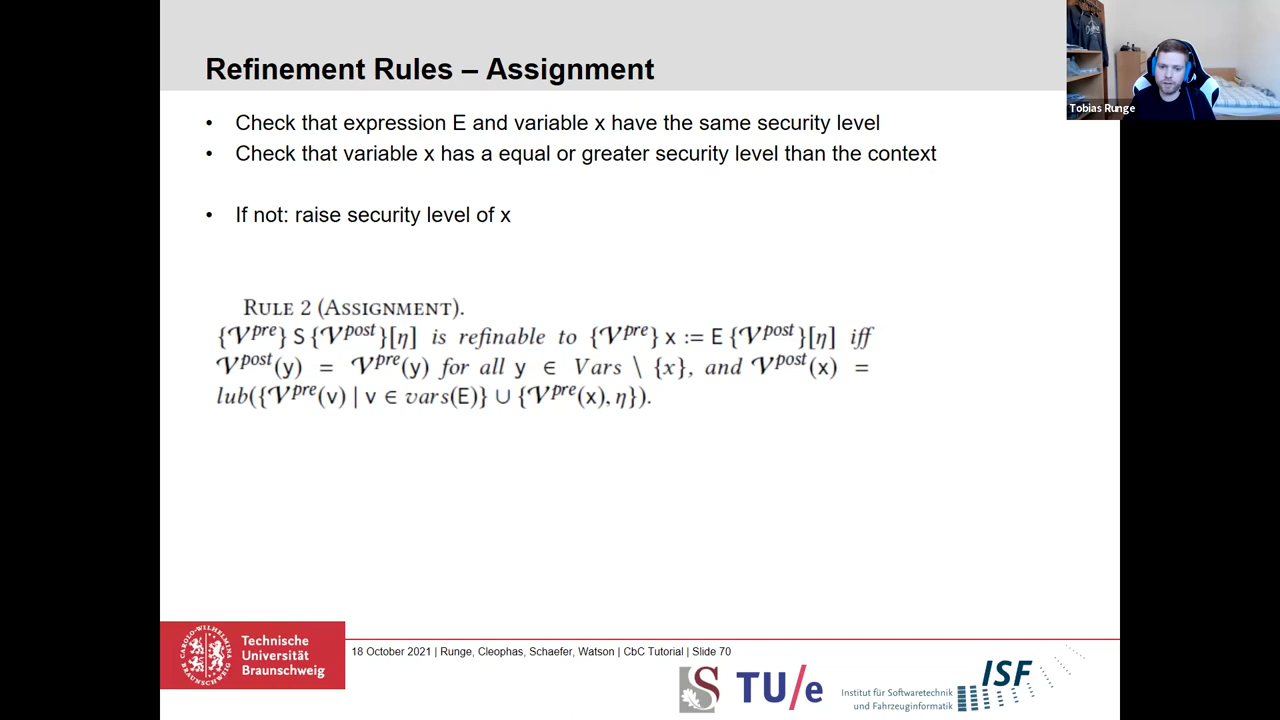 Refinement Rules – Assignment
Tobias Runge
• Check that expression E and variable x have the same security level
• Check that variable x has a equal or greater security level than the context
• If not: raise security level of x
RULE 2 (ASSIGNMENT).
{𝒱^pre} S {𝒱^post}[η] is refinable to {𝒱^pre} x := E {𝒱^post}[η] iff
𝒱^post(y) = 𝒱^pre(y) for all y ∈ Vars \ {x}, and 𝒱^post(x) =
lub({𝒱^pre(v) | v ∈ vars(E)} ∪ {𝒱^pre(x), η}).
Technische
Universität
Braunschweig
18 October 2021 | Runge, Cleophas, Schaefer, Watson | CbC Tutorial | Slide 70
TU/e
ISF
Institut für Softwaretechnik
und Fahrzeuginformatik